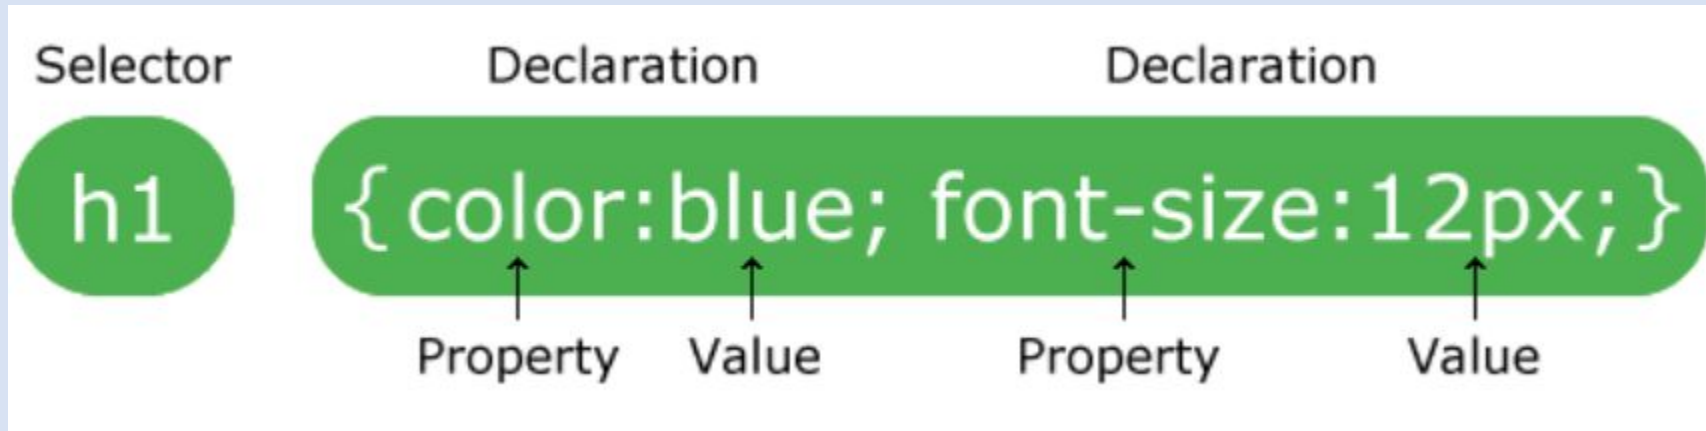 Selector Declaration Declaration
h1 {color:blue; font-size:12px;}
Property Value Property Value